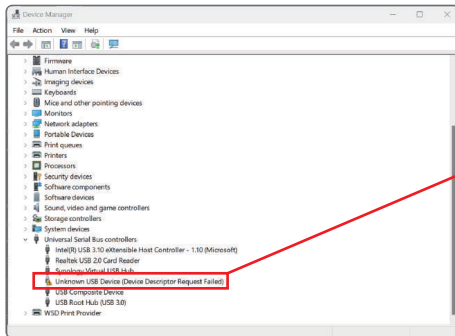 Device Manager
File Action View Help
Firmware
Human Interface Devices
Imaging devices
Keyboards
Mice and other pointing devices
Monitors
Network adapters
Portable Devices
Print queues
Printers
Processors
Security devices
Software components
Software devices
Sound, video and game controllers
Storage controllers
System devices
Universal Serial Bus controllers
Intel(R) USB 3.10 eXtensible Host Controller - 1.10 (Microsoft)
Realtek USB 2.0 Card Reader
Synology Virtual USB Hub
Unknown USB Device (Device Descriptor Request Failed)
USB Composite Device
USB Root Hub (USB 3.0)
WSD Print Provider